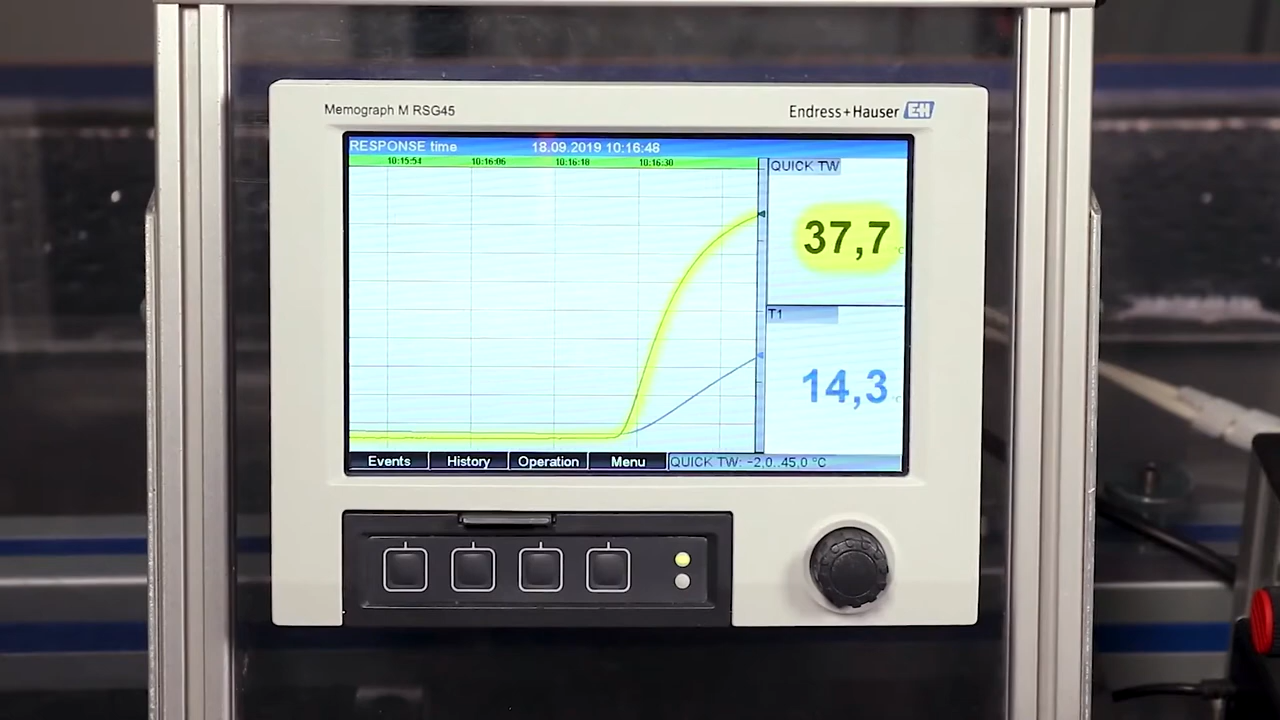 Memograph M RSG45
Endress+Hauser EH
RESPONSE time 18.09.2019 10:16:48
10:15:54 10:16:06 10:16:18 10:16:30
QUICK TW
37,7 °C
T1
14,3 °C
Events History Operation Menu QUICK TW: -2,0..45,0 °C